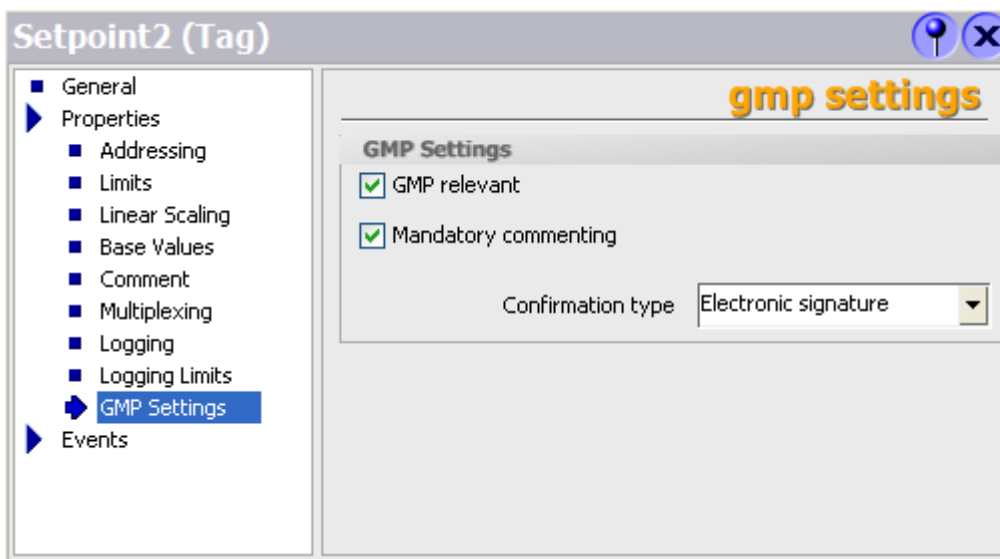 Setpoint2 (Tag)
General
Properties
Addressing
Limits
Linear Scaling
Base Values
Comment
Multiplexing
Logging
Logging Limits
GMP Settings
Events
gmp settings
GMP Settings
GMP relevant
Mandatory commenting
Confirmation type Electronic signature